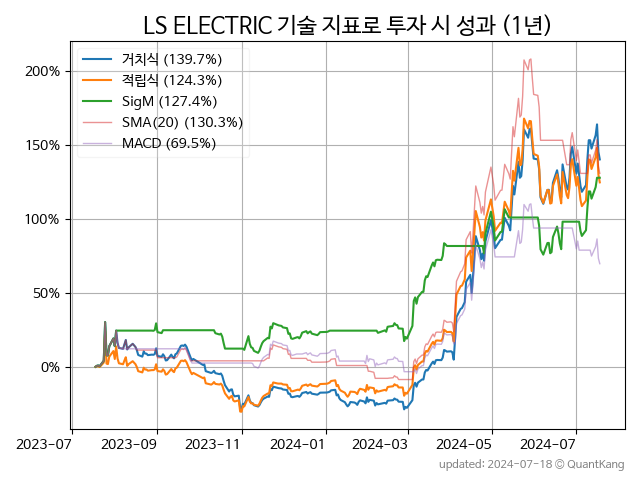 LS ELECTRIC 기술 지표로 투자 시 성과 (1년)
거치식 (139.7%)
적립식 (124.3%)
SigM (127.4%)
SMA(20) (130.3%)
MACD (69.5%)
200%
150%
100%
50%
0%
2023-07 2023-09 2023-11 2024-01 2024-03 2024-05 2024-07
updated: 2024-07-18 © QuantKang